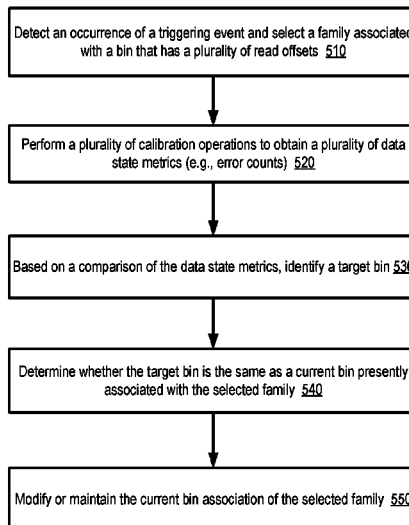 Detect an occurrence of a triggering event and select a family associated
with a bin that has a plurality of read offsets 510
Perform a plurality of calibration operations to obtain a plurality of data
state metrics (e.g., error counts) 520
Based on a comparison of the data state metrics, identify a target bin 530
Determine whether the target bin is the same as a current bin presently
associated with the selected family 540
Modify or maintain the current bin association of the selected family 550